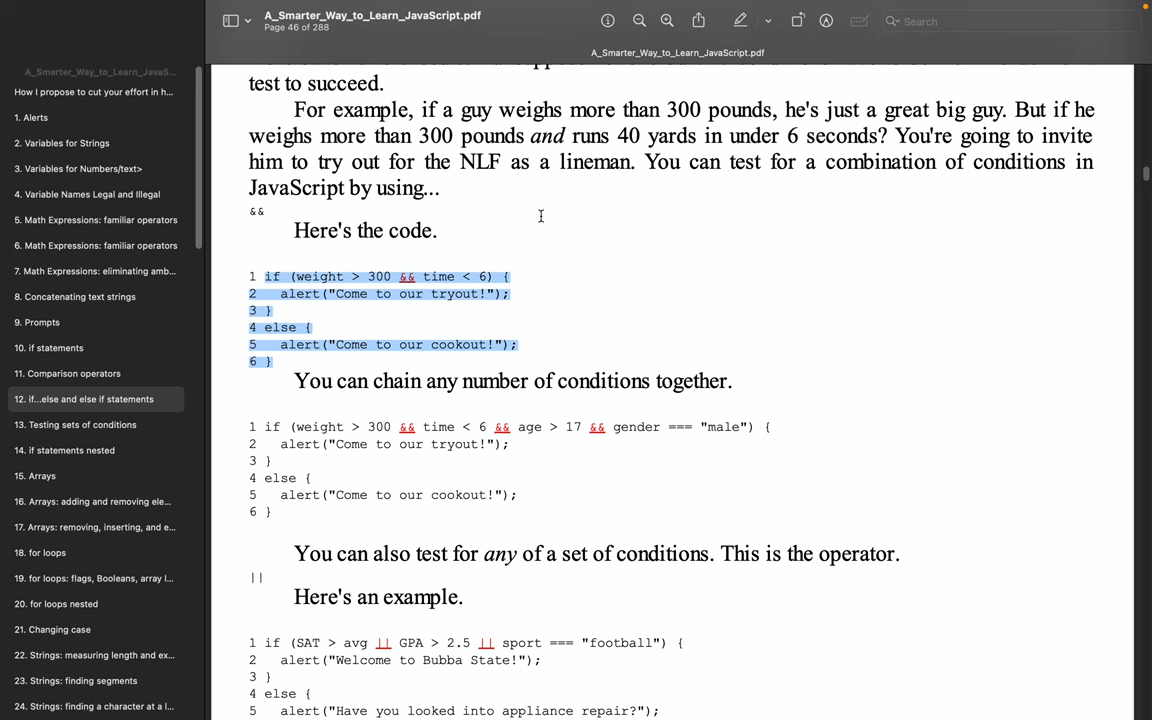 A_Smarter_Way_to_Learn_JavaScript.pdf
Page 46 of 288
Search
A_Smarter_Way_to_Learn_JavaScript.pdf
A_Smarter_Way_to_Learn_JavaS...
How I propose to cut your effort in h...
1. Alerts
2. Variables for Strings
3. Variables for Numbers/text>
4. Variable Names Legal and Illegal
5. Math Expressions: familiar operators
6. Math Expressions: familiar operators
7. Math Expressions: eliminating amb...
8. Concatenating text strings
9. Prompts
10. if statements
11. Comparison operators
12. if...else and else if statements
13. Testing sets of conditions
14. if statements nested
15. Arrays
16. Arrays: adding and removing ele...
17. Arrays: removing, inserting, and e...
18. for loops
19. for loops: flags, Booleans, array l...
20. for loops nested
21. Changing case
22. Strings: measuring length and ex...
23. Strings: finding segments
24. Strings: finding a character at a l...
test to succeed.
For example, if a guy weighs more than 300 pounds, he's just a great big guy. But if he
weighs more than 300 pounds and runs 40 yards in under 6 seconds? You're going to invite
him to try out for the NLF as a lineman. You can test for a combination of conditions in
JavaScript by using...
&&
Here's the code.
1 if (weight > 300 && time < 6) {
2   alert("Come to our tryout!");
3 }
4 else {
5   alert("Come to our cookout!");
6 }
You can chain any number of conditions together.
1 if (weight > 300 && time < 6 && age > 17 && gender === "male") {
2   alert("Come to our tryout!");
3 }
4 else {
5   alert("Come to our cookout!");
6 }
You can also test for any of a set of conditions. This is the operator.
||
Here's an example.
1 if (SAT > avg || GPA > 2.5 || sport === "football") {
2   alert("Welcome to Bubba State!");
3 }
4 else {
5   alert("Have you looked into appliance repair?");